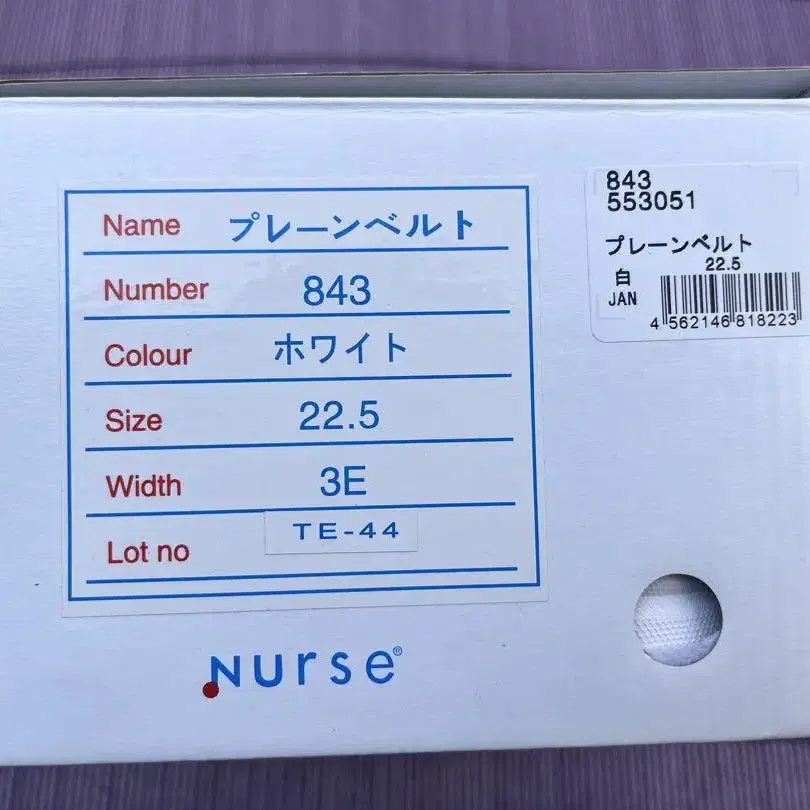 Name プレーンベルト
Number 843
Colour ホワイト
Size 22.5
Width 3E
Lot no TE-44
Nurse®
843
553051
プレーンベルト
22.5
白
JAN
4 562146 818223